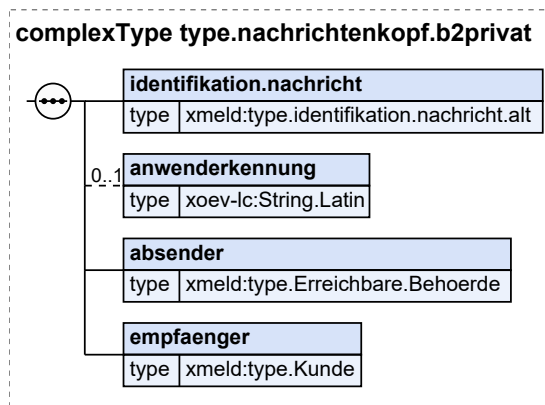 complexType type.nachrichtenkopf.b2privat
identifikation.nachricht
type xmeld:type.identifikation.nachricht.alt
0..1
anwenderkennung
type xoev-lc:String.Latin
absender
type xmeld:type.Erreichbare.Behoerde
empfaenger
type xmeld:type.Kunde